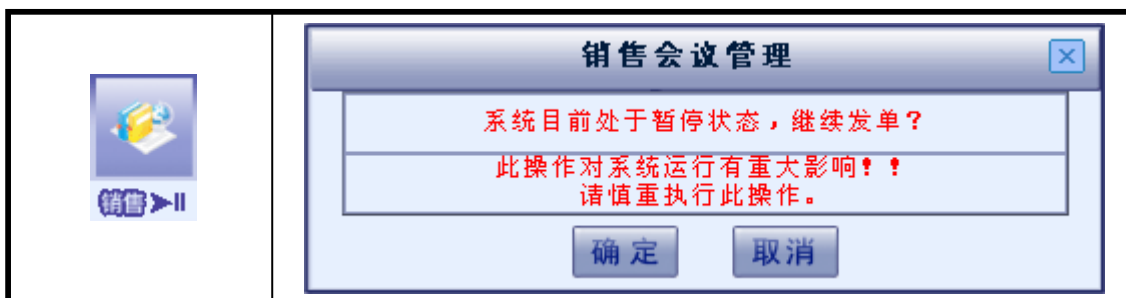 销售
销售会议管理
系统目前处于暂停状态，继续发单？
此操作对系统运行有重大影响！！
请慎重执行此操作。
确定
取消